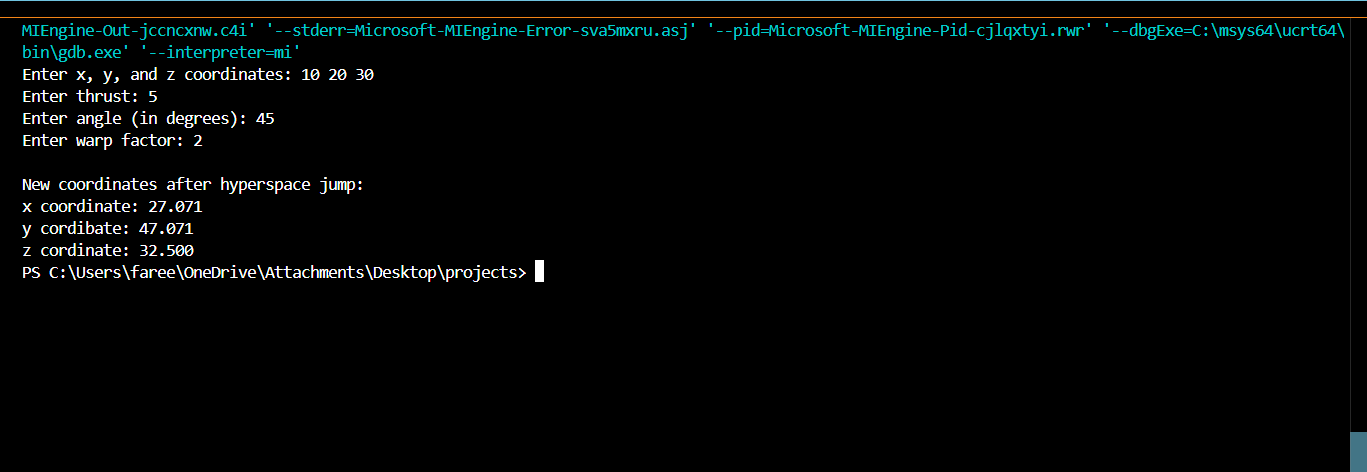 MIEngine-Out-jccncxnw.c4i' '--stderr=Microsoft-MIEngine-Error-sva5mxru.asj' '--pid=Microsoft-MIEngine-Pid-cjlqxtyi.rwr' '--dbgExe=C:\msys64\ucrt64\
bin\gdb.exe' '--interpreter=mi'
Enter x, y, and z coordinates: 10 20 30
Enter thrust: 5
Enter angle (in degrees): 45
Enter warp factor: 2
New coordinates after hyperspace jump:
x coordinate: 27.071
y cordibate: 47.071
z cordinate: 32.500
PS C:\Users\faree\OneDrive\Attachments\Desktop\projects>